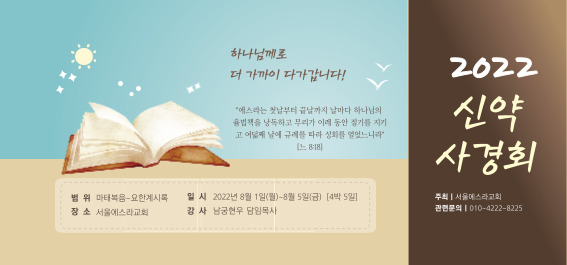 하나님께로
더 가까이 다가갑니다!
"에스라는 첫날부터 끝날까지 날마다 하나님의
율법책을 낭독하고 무리가 이레 동안 절기를 지키
고 여덟째 날에 규례를 따라 성회를 열었느니라"
[느 8:18]
범 위 마태복음~요한계시록
장 소 서울에스라교회
일 시 2022년 8월 1일(월)~8월 5일(금) [4박 5일]
강 사 남궁현우 담임목사
2022
신약
사경회
주최 | 서울에스라교회
관련문의 | 010-4222-8225